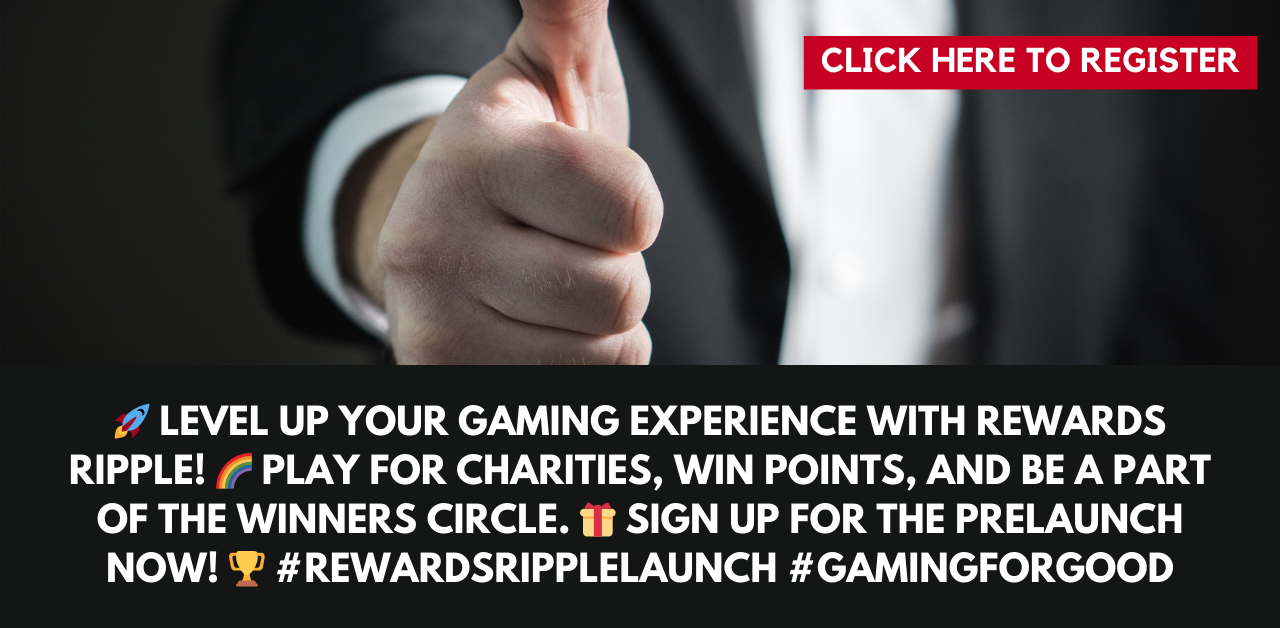 CLICK HERE TO REGISTER
🚀 LEVEL UP YOUR GAMING EXPERIENCE WITH REWARDS
RIPPLE! 🌈 PLAY FOR CHARITIES, WIN POINTS, AND BE A PART
OF THE WINNERS CIRCLE. 🎁 SIGN UP FOR THE PRELAUNCH
NOW! 🏆 #REWARDSRIPPLELAUNCH #GAMINGFORGOOD